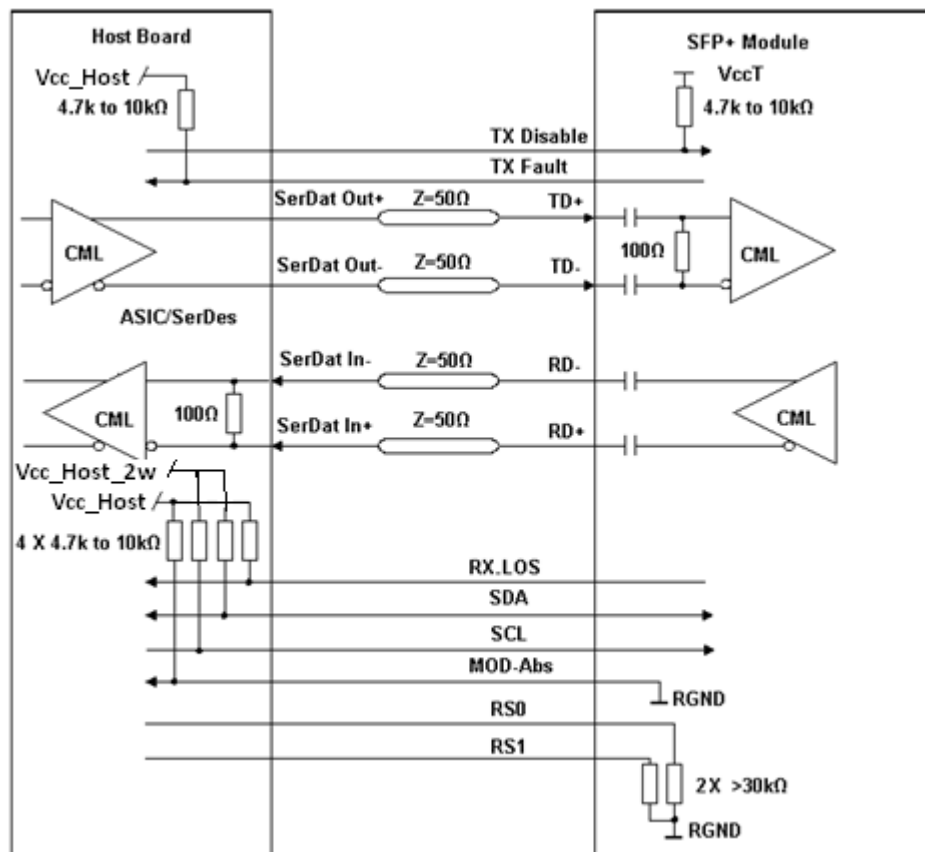 Host Board
SFP+ Module
Vcc_Host
VccT
4.7k to 10kΩ
4.7k to 10kΩ
TX Disable
TX Fault
SerDat Out+
Z=50Ω
TD+
CML
100Ω
CML
SerDat Out-
Z=50Ω
TD-
ASIC/SerDes
SerDat In-
Z=50Ω
RD-
CML
100Ω
CML
SerDat In+
Z=50Ω
RD+
Vcc_Host_2w
Vcc_Host
4 X 4.7k to 10kΩ
RX.LOS
SDA
SCL
MOD-Abs
RGND
RS0
RS1
2X >30kΩ
RGND